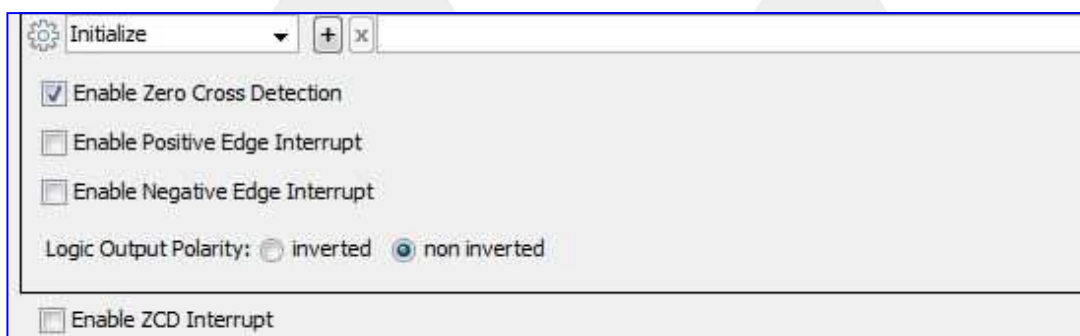 Initialize + x
Enable Zero Cross Detection
Enable Positive Edge Interrupt
Enable Negative Edge Interrupt
Logic Output Polarity: inverted non inverted
Enable ZCD Interrupt